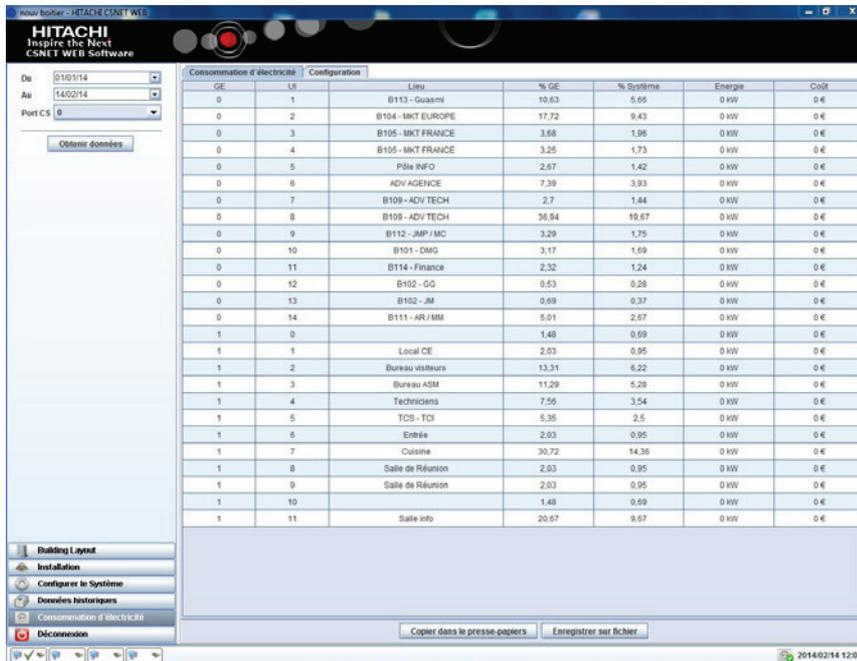 nouv boitier - HITACHI CSNET WEB
HITACHI
Inspire the Next
CSNET WEB Software
Du 01/01/14
Au 14/02/14
Port CS 0
Obtenir données
Consommation d'électricité Configuration
GE UI Lieu % GE % Système Energie Coût
0 1 B113 - Guasmi 10,63 5,66 0 kW 0 €
0 2 B104 - MKT EUROPE 17,72 9,43 0 kW 0 €
0 3 B105 - MKT FRANCE 3,68 1,96 0 kW 0 €
0 4 B105 - MKT FRANCE 3,25 1,73 0 kW 0 €
0 5 Pôle INFO 2,67 1,42 0 kW 0 €
0 6 ADV AGENCE 7,39 3,93 0 kW 0 €
0 7 B109 - ADV TECH 2,7 1,44 0 kW 0 €
0 8 B109 - ADV TECH 36,94 19,67 0 kW 0 €
0 9 B112 - JMP / MC 3,29 1,75 0 kW 0 €
0 10 B101 - DMG 3,17 1,69 0 kW 0 €
0 11 B114 - Finance 2,32 1,24 0 kW 0 €
0 12 B102 - GG 0,53 0,28 0 kW 0 €
0 13 B102 - JM 0,69 0,37 0 kW 0 €
0 14 B111 - AR / MM 5,01 2,67 0 kW 0 €
1 0 1,48 0,69 0 kW 0 €
1 1 Local CE 2,03 0,95 0 kW 0 €
1 2 Bureau visiteurs 13,31 6,22 0 kW 0 €
1 3 Bureau ASM 11,29 5,28 0 kW 0 €
1 4 Techniciens 7,56 3,54 0 kW 0 €
1 5 TCS - TCI 5,35 2,5 0 kW 0 €
1 6 Entrée 2,03 0,95 0 kW 0 €
1 7 Cuisine 30,72 14,36 0 kW 0 €
1 8 Salle de Réunion 2,03 0,95 0 kW 0 €
1 9 Salle de Réunion 2,03 0,95 0 kW 0 €
1 10 1,48 0,69 0 kW 0 €
1 11 Salle info 20,67 9,67 0 kW 0 €
Building Layout
Installation
Configurer le Système
Données historiques
Consommation d'électricité
Déconnexion
Copier dans le presse-papiers Enregistrer sur fichier
2014/02/14 12:0